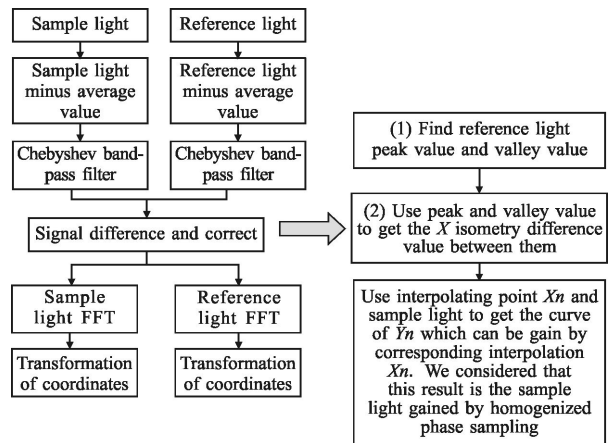 Sample light
Reference light
Sample light
minus average
value
Reference light
minus average
value
Chebyshev band-
pass filter
Chebyshev band-
pass filter
Signal difference and correct
Sample
light FFT
Reference
light FFT
Transformation
of coordinates
Transformation
of coordinates
(1) Find reference light
peak value and valley value
(2) Use peak and valley value
to get the X isometry difference
value between them
Use interpolating point Xn and
sample light to get the curve
of Yn which can be gain by
corresponding interpolation
Xn. We considered that
this result is the sample
light gained by homogenized
phase sampling